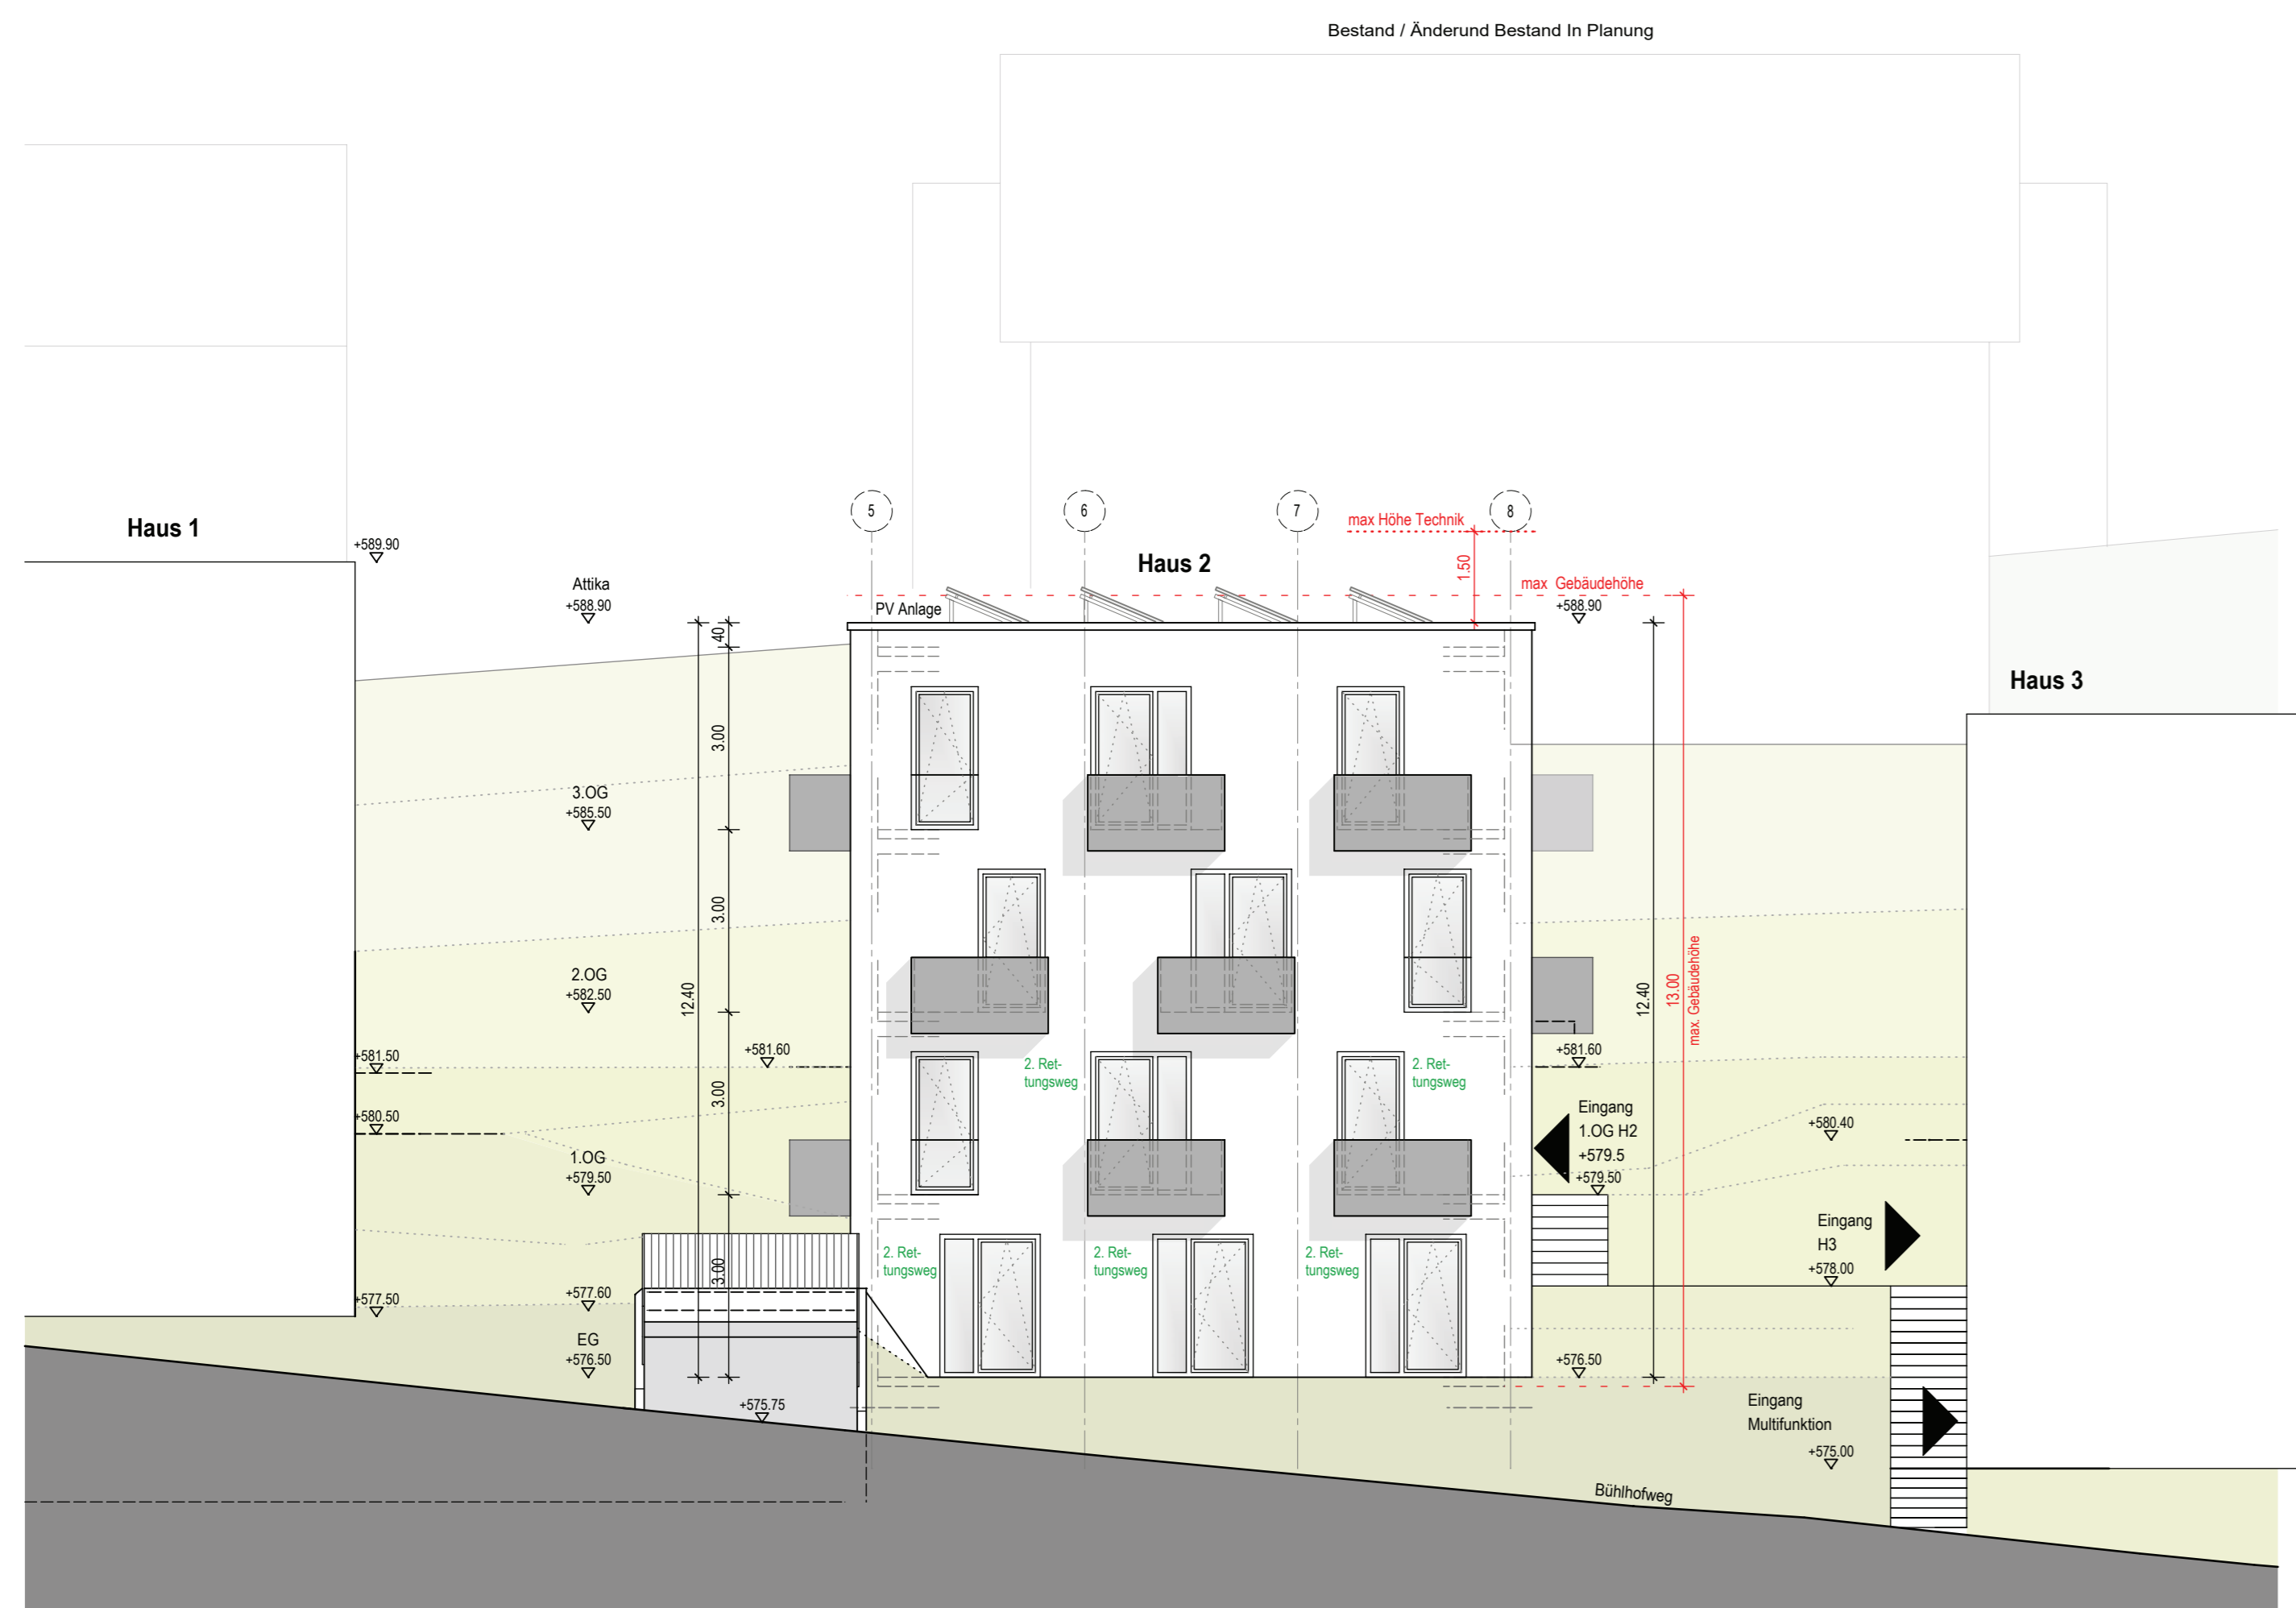 Bestand / Änderund Bestand In Planung
5
6
7
8
max Höhe Technik
Haus 1
+589.90
Haus 2
1.50
Attika
+588.90
max Gebäudehöhe
+588.90
PV Anlage
40
Haus 3
3.00
3.OG
+585.50
3.00
2.OG
+582.50
12.40
12.40
13.00
max. Gebäudehöhe
+581.50
+581.60
2. Ret-
tungsweg
2. Ret-
tungsweg
+581.60
3.00
+580.50
Eingang
1.OG H2
+579.5
+579.50
+580.40
1.OG
+579.50
Eingang
H3
+578.00
2. Ret-
tungsweg
2. Ret-
tungsweg
2. Ret-
tungsweg
3.00
+577.50
+577.60
EG
+576.50
+576.50
+575.75
Eingang
Multifunktion
+575.00
Bühlhofweg